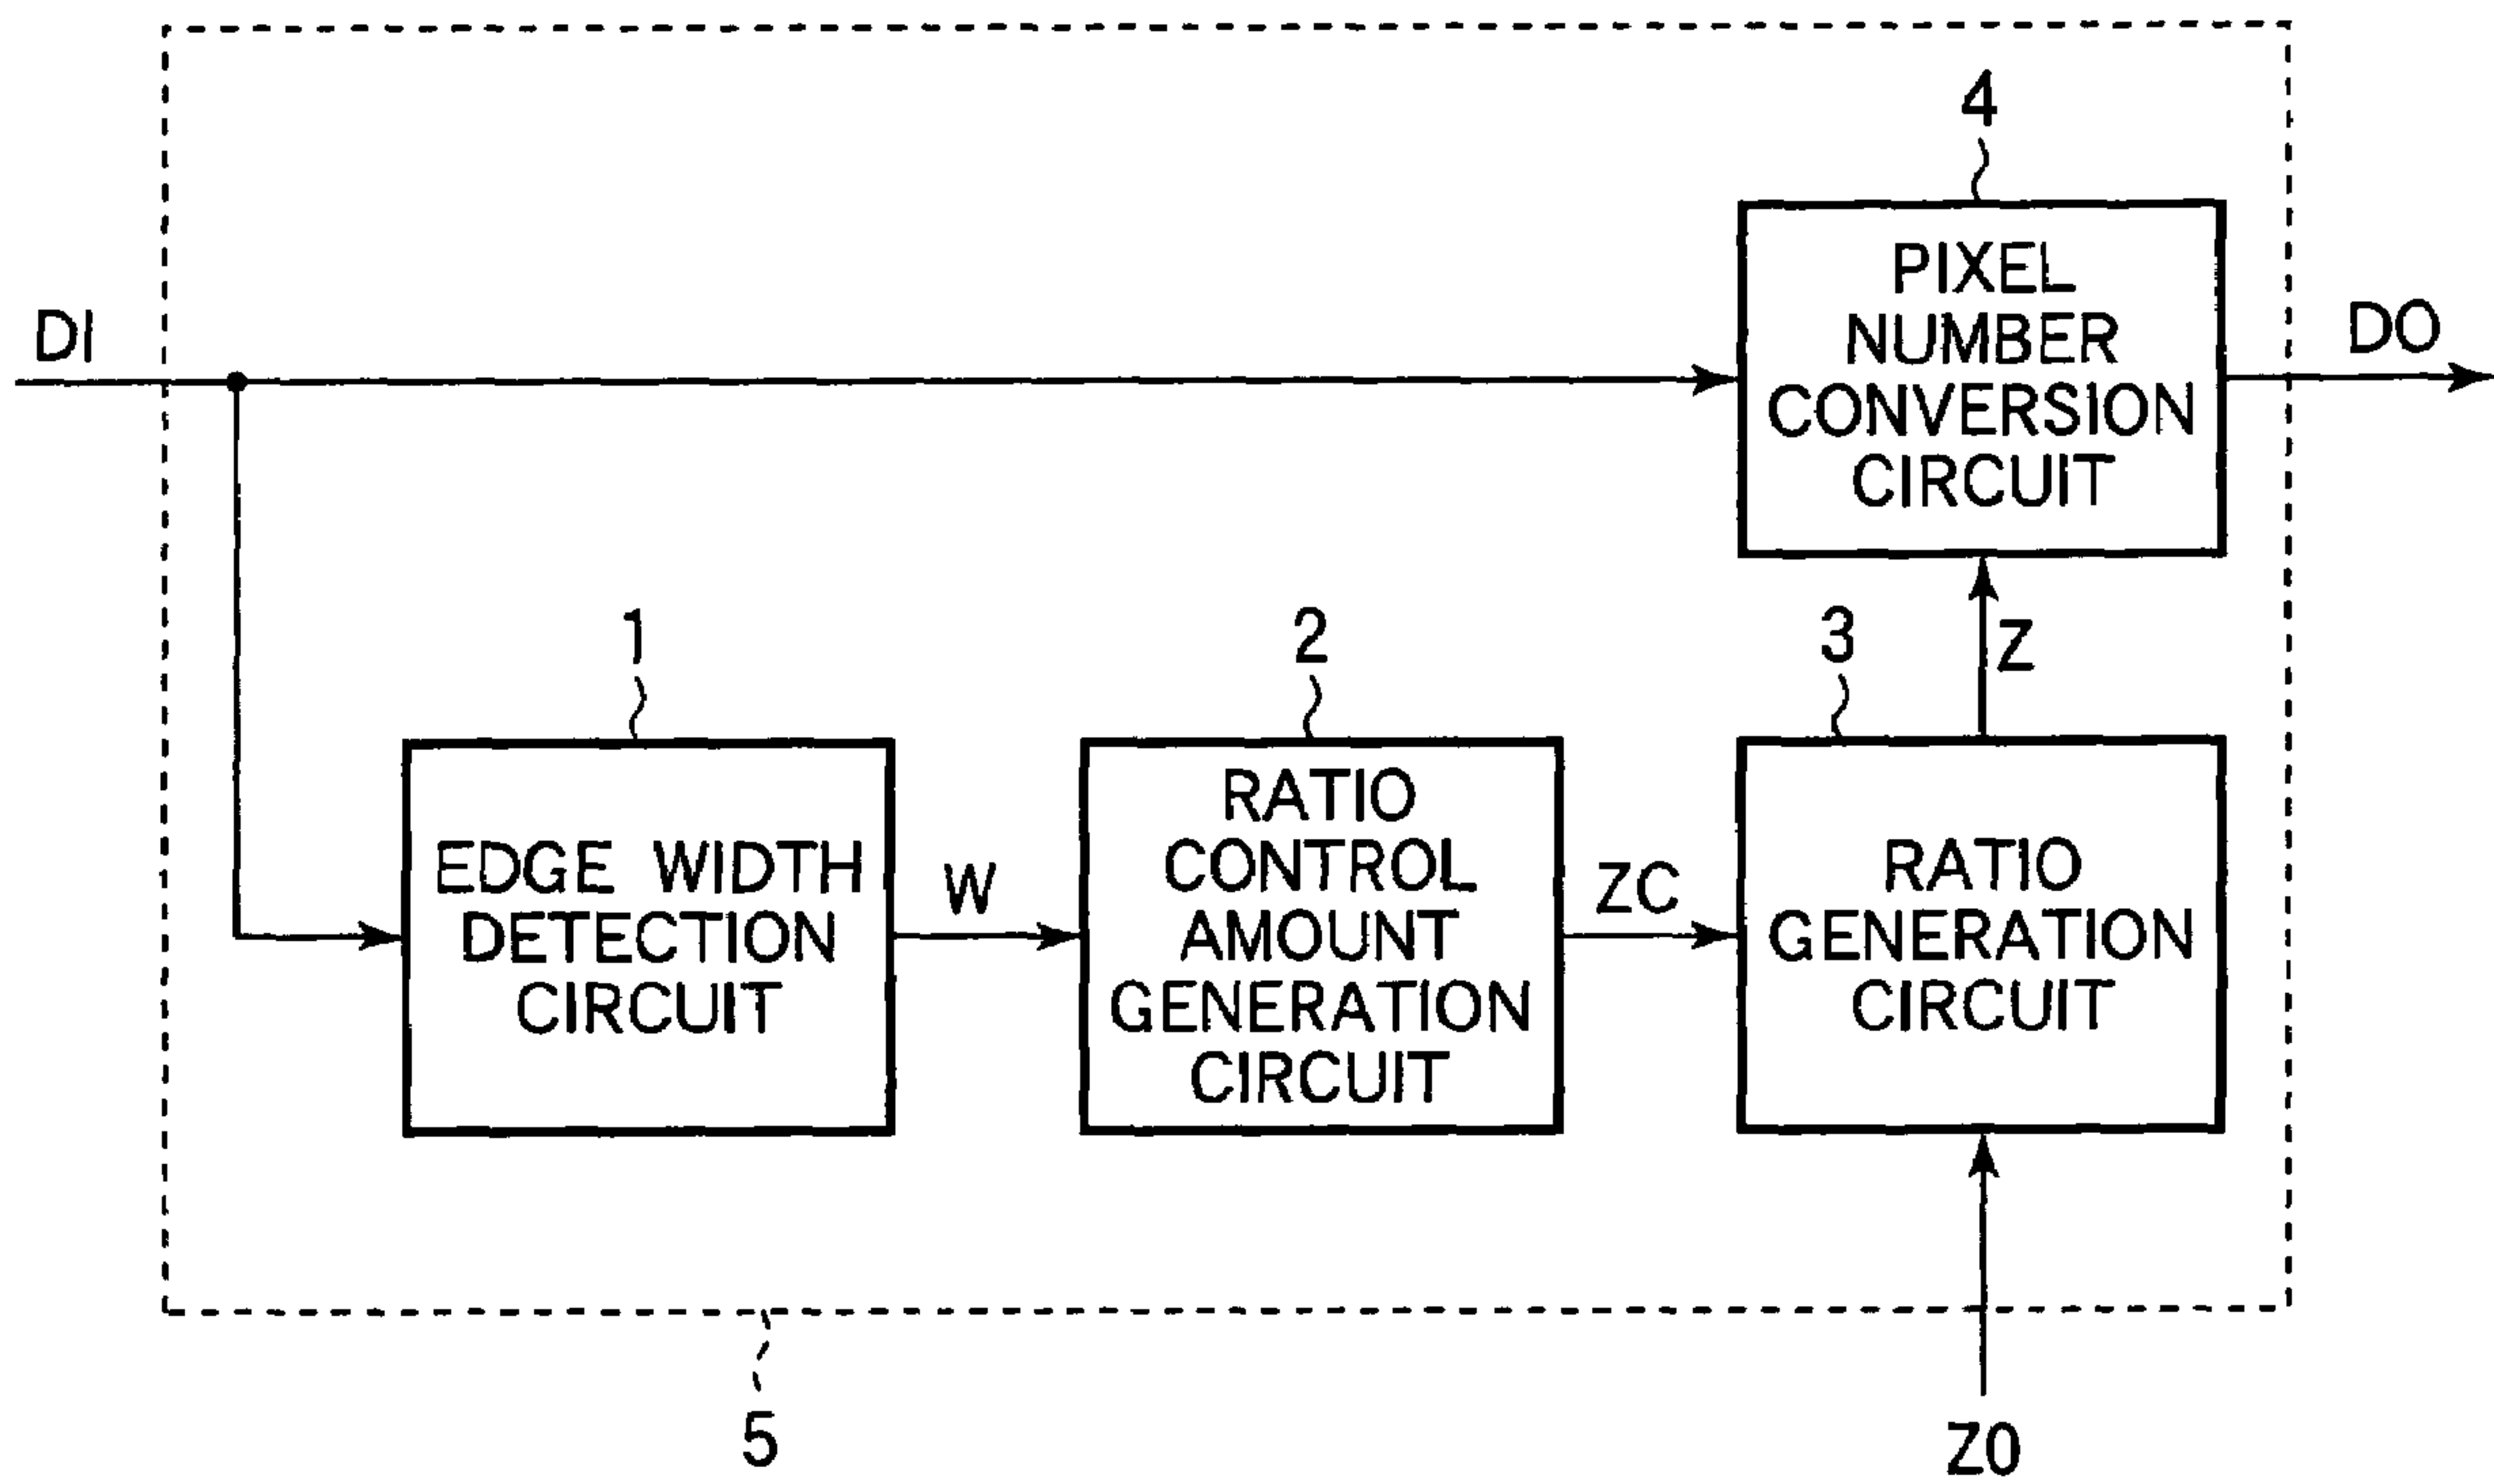 4
PIXEL
NUMBER
CONVERSION
CIRCUIT
DI
DO
1
2
3
Z
EDGE WIDTH
DETECTION
CIRCUIT
W
RATIO
CONTROL
AMOUNT
GENERATION
CIRCUIT
ZC
RATIO
GENERATION
CIRCUIT
5
Z0